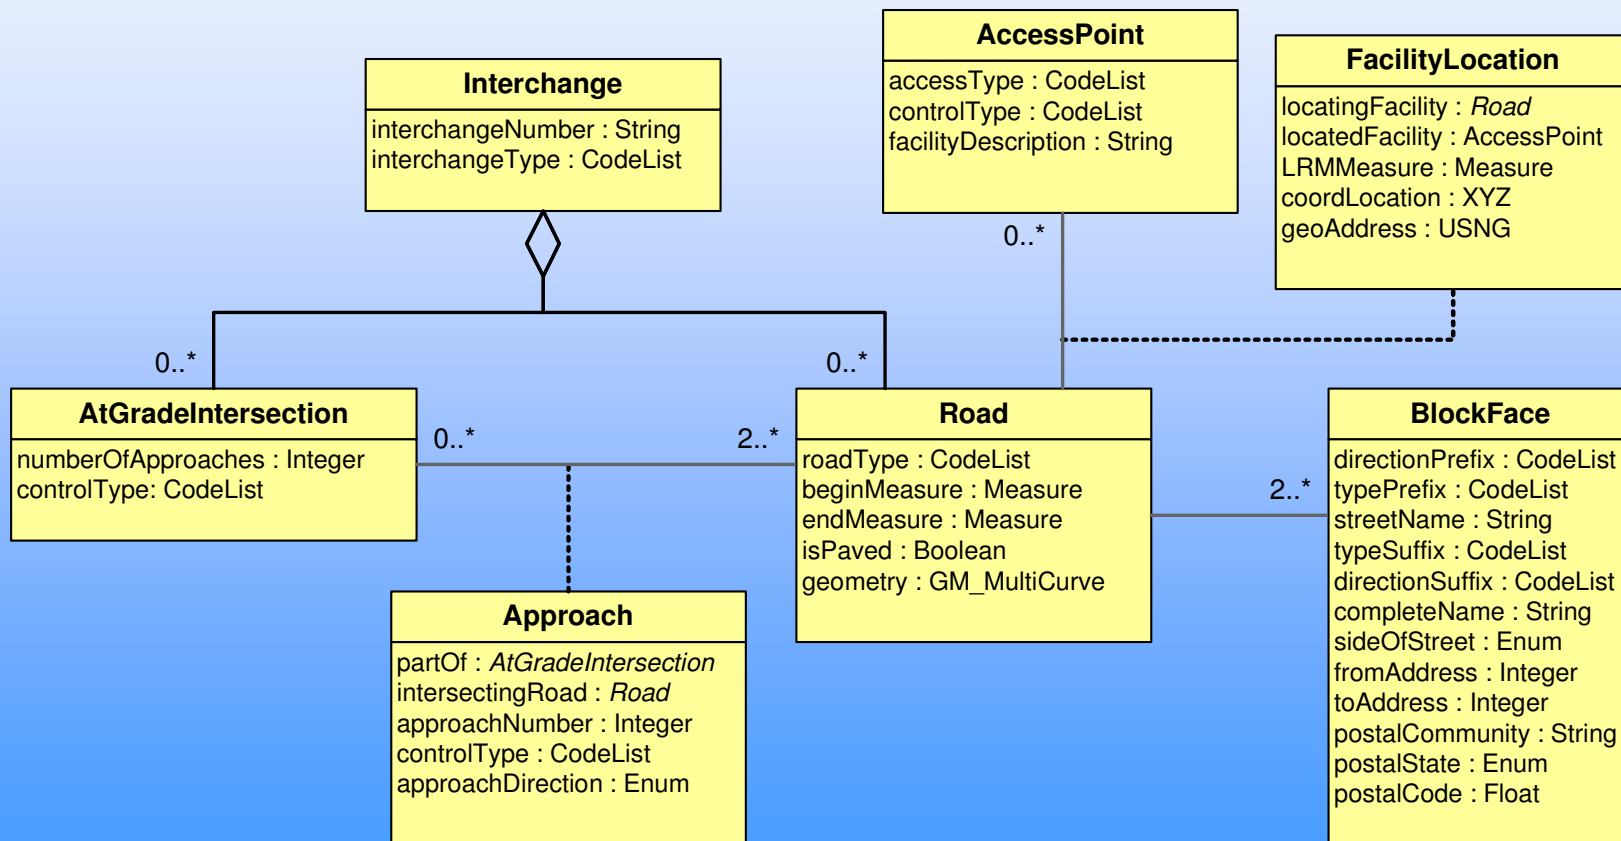 Interchange
interchangeNumber : String
interchangeType : CodeList
AccessPoint
accessType : CodeList
controlType : CodeList
facilityDescription : String
FacilityLocation
locatingFacility : Road
locatedFacility : AccessPoint
LRMMeasure : Measure
coordLocation : XYZ
geoAddress : USNG
0..*
0..*
0..*
AtGradeIntersection
numberOfApproaches : Integer
controlType: CodeList
0..*
2..*
Road
roadType : CodeList
beginMeasure : Measure
endMeasure : Measure
isPaved : Boolean
geometry : GM_MultiCurve
2..*
BlockFace
directionPrefix : CodeList
typePrefix : CodeList
streetName : String
typeSuffix : CodeList
directionSuffix : CodeList
completeName : String
sideOfStreet : Enum
fromAddress : Integer
toAddress : Integer
postalCommunity : String
postalState : Enum
postalCode : Float
Approach
partOf : AtGradeIntersection
intersectingRoad : Road
approachNumber : Integer
controlType : CodeList
approachDirection : Enum